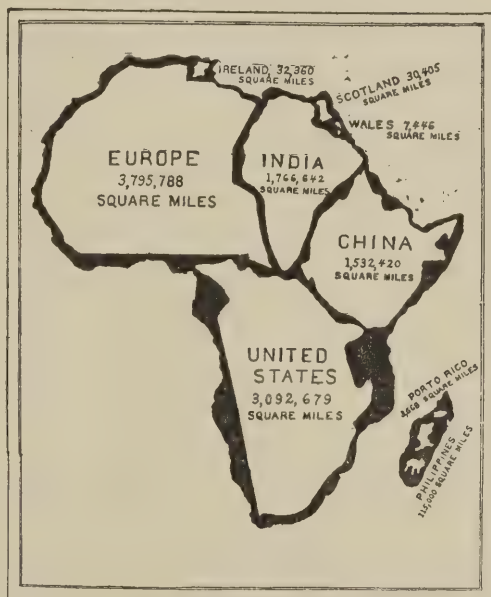 IRELAND 32,360
SQUARE MILES
SCOTLAND 30,405
SQUARE MILES
WALES 7,446
SQUARE MILES
EUROPE
3,795,788
SQUARE MILES
INDIA
1,766,642
SQUARE MILES
CHINA
1,532,420
SQUARE MILES
UNITED
STATES
3,092,679
SQUARE MILES
PORTO RICO
SQUARE MILES
PHILIPPINES
115,000 SQUARE MILES